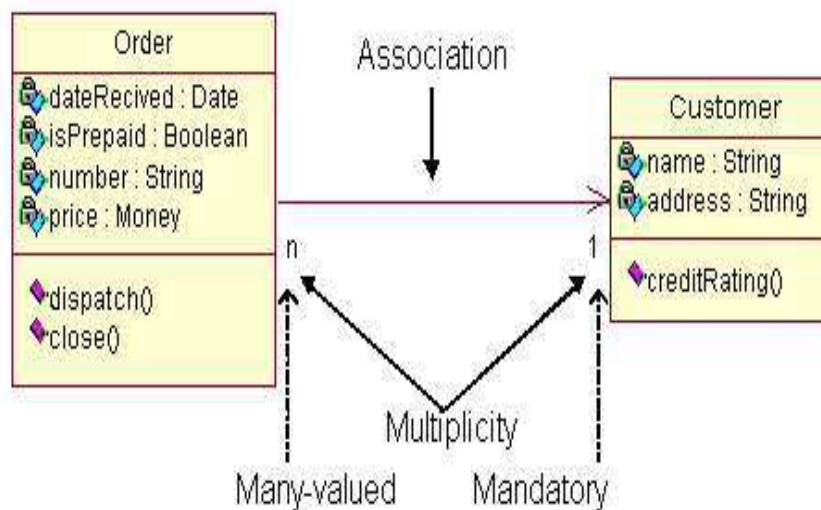 Order
dateRecived : Date
isPrepaid : Boolean
number : String
price : Money
dispatch()
close()
Association
Customer
name : String
address : String
creditRating()
n
1
Multiplicity
Many-valued
Mandatory